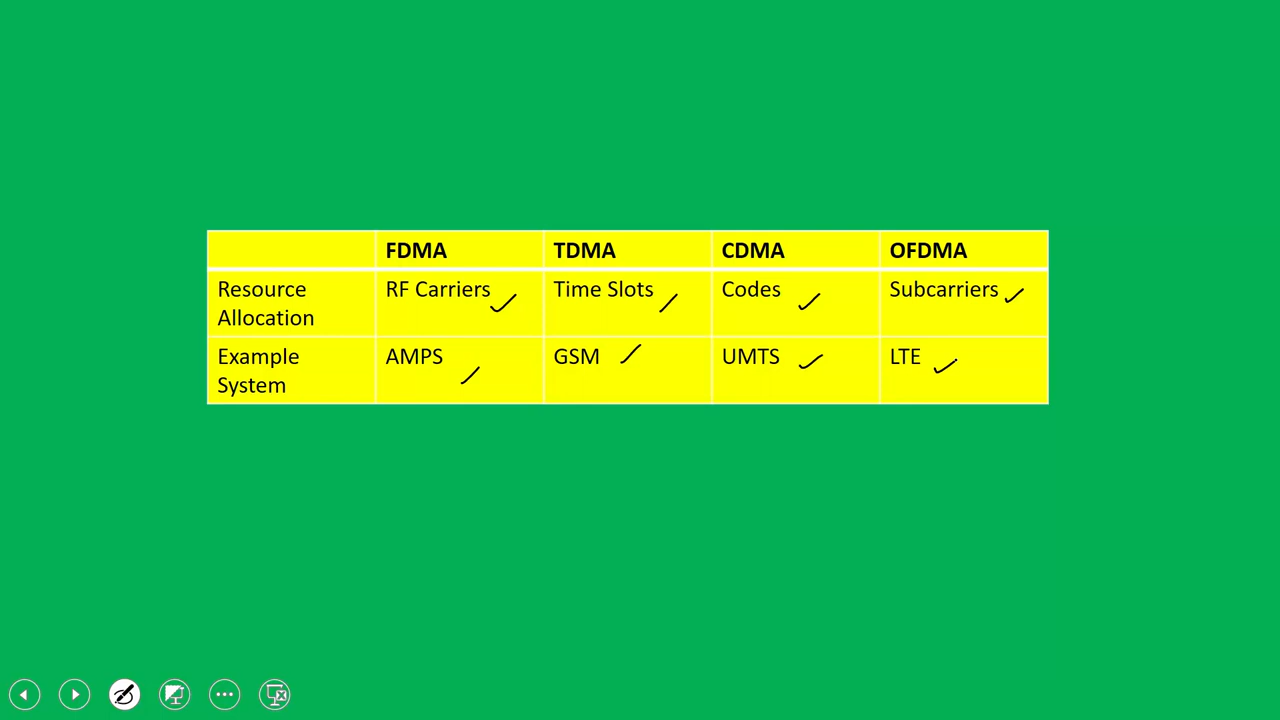 FDMA TDMA CDMA OFDMA
Resource Allocation RF Carriers Time Slots Codes Subcarriers
Example System AMPS GSM UMTS LTE